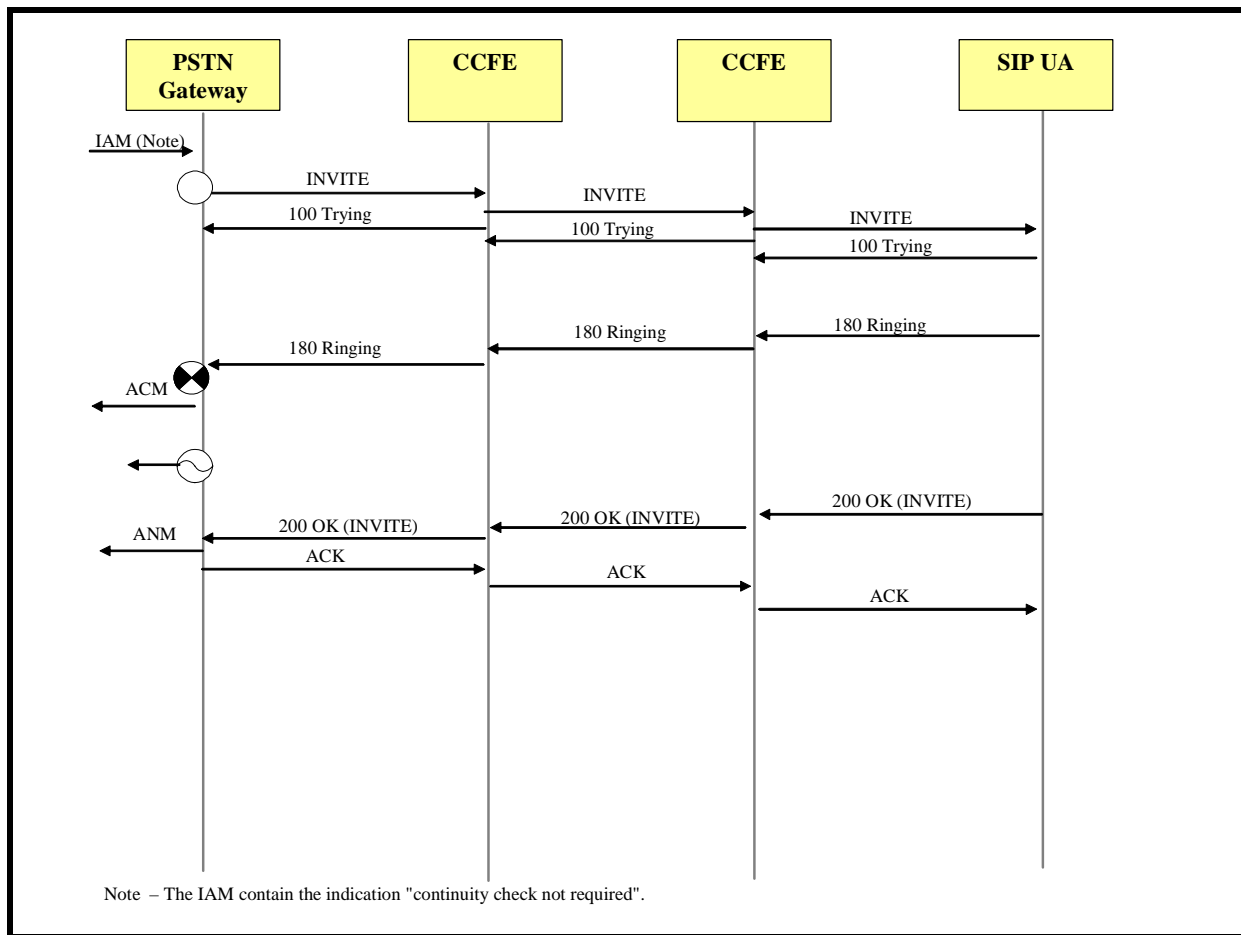 PSTN
Gateway
CCFE
CCFE
SIP UA
IAM (Note)
INVITE
INVITE
100 Trying
INVITE
100 Trying
100 Trying
180 Ringing
180 Ringing
180 Ringing
ACM
200 OK (INVITE)
200 OK (INVITE)
200 OK (INVITE)
ANM
ACK
ACK
ACK
Note – The IAM contain the indication "continuity check not required".